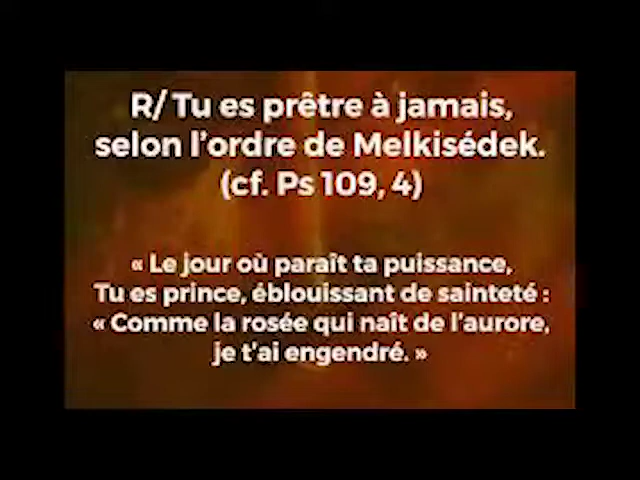 R/ Tu es prêtre à jamais,
selon l’ordre de Melkisédek.
(cf. Ps 109, 4)
« Le jour où paraît ta puissance,
Tu es prince, éblouissant de sainteté :
« Comme la rosée qui naît de l’aurore,
je t’ai engendré. »